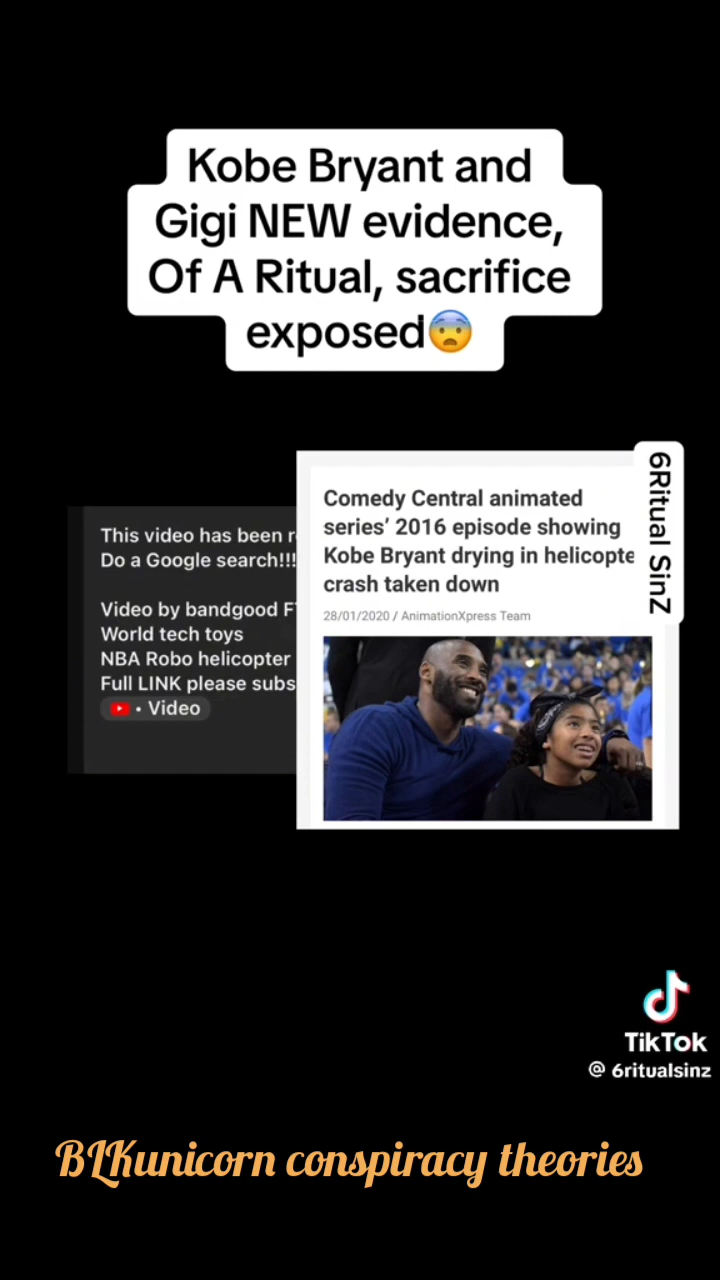 Kobe Bryant and
Gigi NEW evidence,
Of A Ritual, sacrifice
exposed😨
6Ritual SinZ
Comedy Central animated
series’ 2016 episode showing
Kobe Bryant drying in helicopte
crash taken down
28/01/2020 / AnimationXpress Team
This video has been r
Do a Google search!!!
Video by bandgood F
World tech toys
NBA Robo helicopter
Full LINK please subs
• Video
TikTok
@ 6ritualsinz
BLKunicorn conspiracy theories